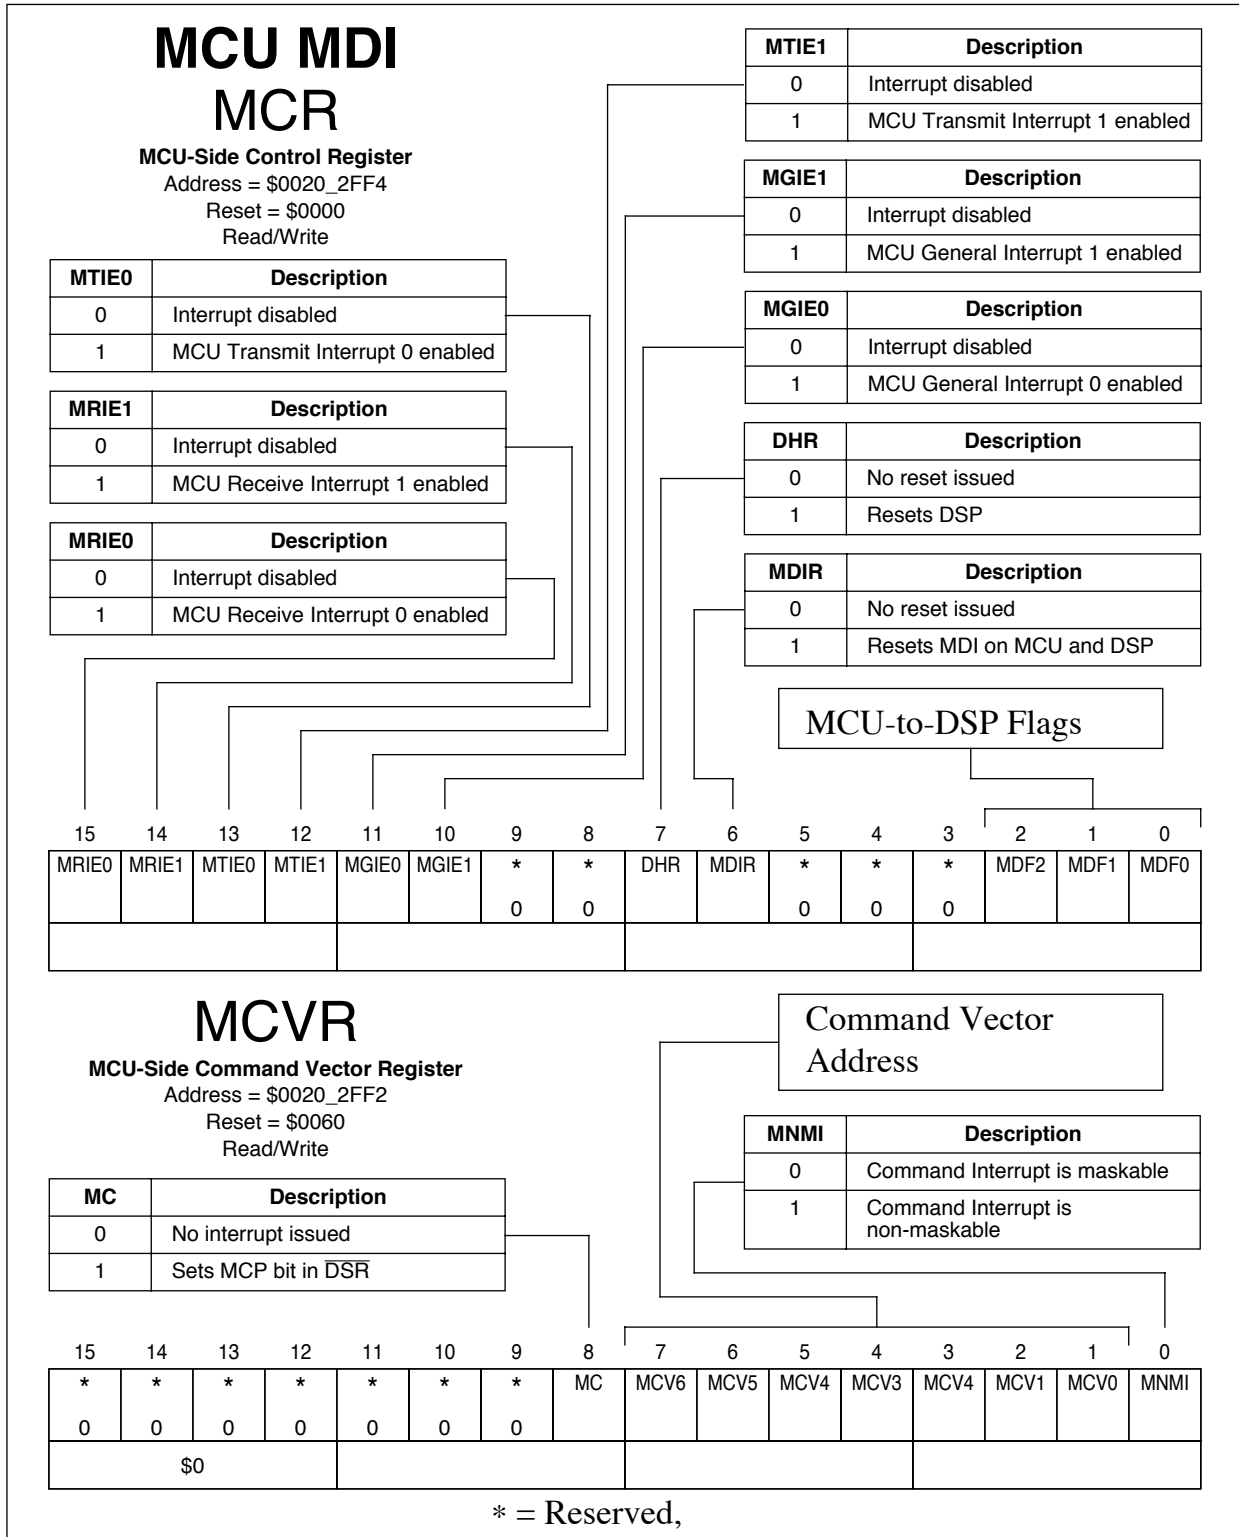 MCU MDI
MCR
MCU-Side Control Register
Address = $0020_2FF4
Reset = $0000
Read/Write
MTIE0 Description
0 Interrupt disabled
1 MCU Transmit Interrupt 0 enabled
MRIE1 Description
0 Interrupt disabled
1 MCU Receive Interrupt 1 enabled
MRIE0 Description
0 Interrupt disabled
1 MCU Receive Interrupt 0 enabled
MTIE1 Description
0 Interrupt disabled
1 MCU Transmit Interrupt 1 enabled
MGIE1 Description
0 Interrupt disabled
1 MCU General Interrupt 1 enabled
MGIE0 Description
0 Interrupt disabled
1 MCU General Interrupt 0 enabled
DHR Description
0 No reset issued
1 Resets DSP
MDIR Description
0 No reset issued
1 Resets MDI on MCU and DSP
MCU-to-DSP Flags
15 14 13 12 11 10 9 8 7 6 5 4 3 2 1 0
MRIE0 MRIE1 MTIE0 MTIE1 MGIE0 MGIE1 * * DHR MDIR * * * MDF2 MDF1 MDF0
0 0 0 0 0
MCVR
MCU-Side Command Vector Register
Address = $0020_2FF2
Reset = $0060
Read/Write
MC Description
0 No interrupt issued
1 Sets MCP bit in DSR
Command Vector
Address
MNMI Description
0 Command Interrupt is maskable
1 Command Interrupt is
non-maskable
15 14 13 12 11 10 9 8 7 6 5 4 3 2 1 0
* * * * * * * MC MCV6 MCV5 MCV4 MCV3 MCV4 MCV1 MCV0 MNMI
0 0 0 0 0 0 0
$0
* = Reserved,